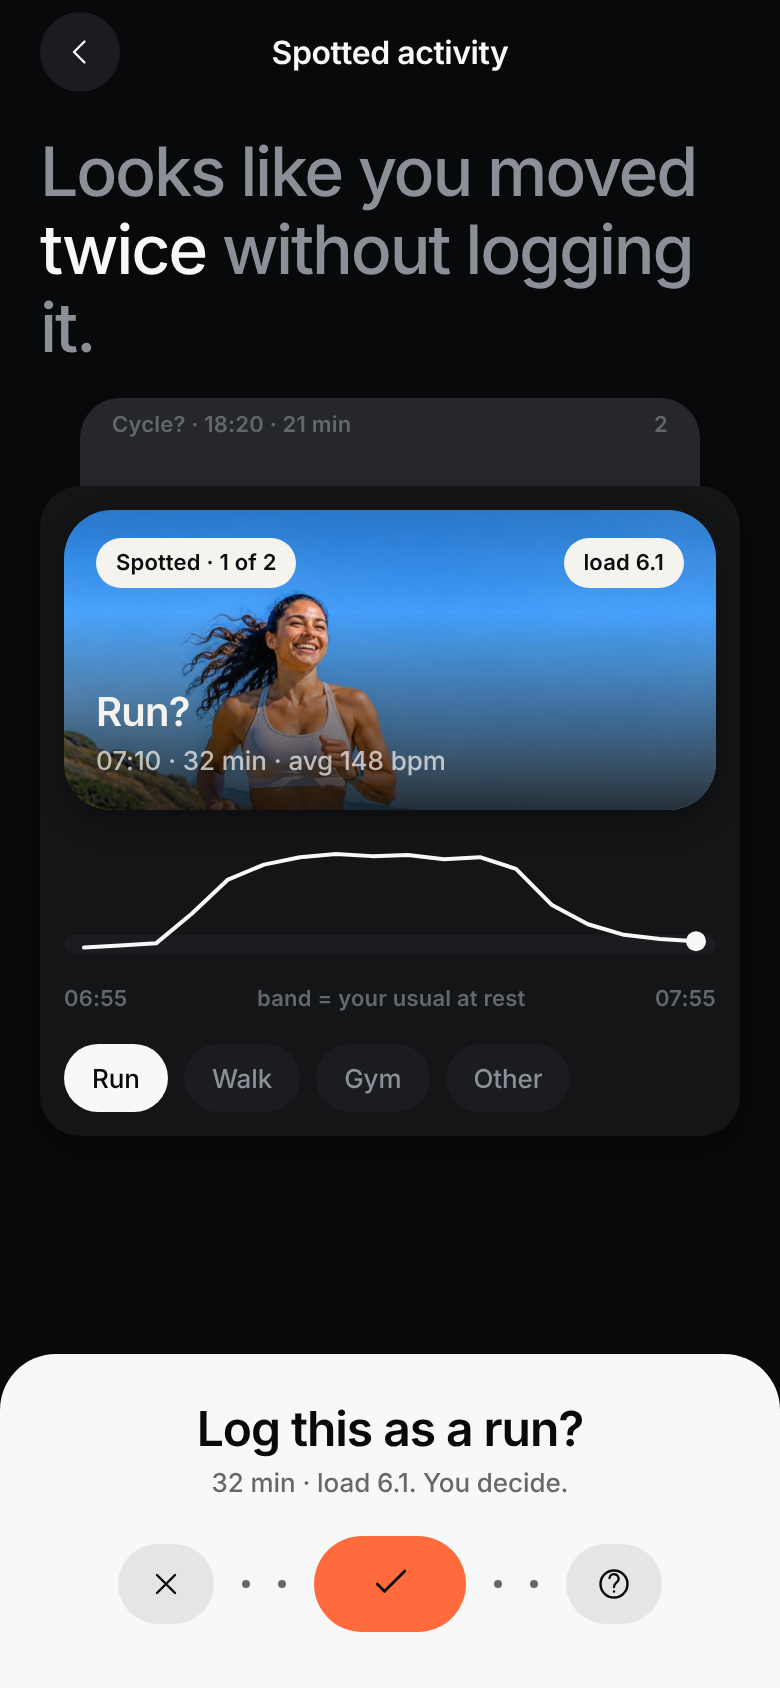 Spotted activity
Looks like you moved
twice without logging
it.
Cycle? · 18:20 · 21 min
2
Spotted · 1 of 2
load 6.1
Run?
07:10 · 32 min · avg 148 bpm
06:55
band = your usual at rest
07:55
Run
Walk
Gym
Other
Log this as a run?
32 min · load 6.1. You decide.